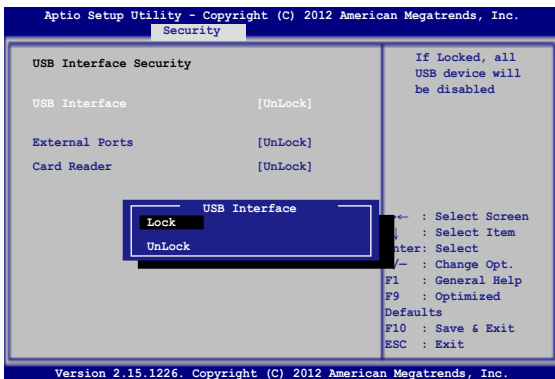 Aptio Setup Utility - Copyright (C) 2012 American Megatrends, Inc.
Security
USB Interface Security
USB Interface [UnLock]
External Ports [UnLock]
Card Reader [UnLock]
If Locked, all
USB device will
be disabled
USB Interface
Lock
UnLock
← : Select Screen
: Select Item
nter: Select
/— : Change Opt.
F1 : General Help
F9 : Optimized
Defaults
F10 : Save & Exit
ESC : Exit
Version 2.15.1226. Copyright (C) 2012 American Megatrends, Inc.